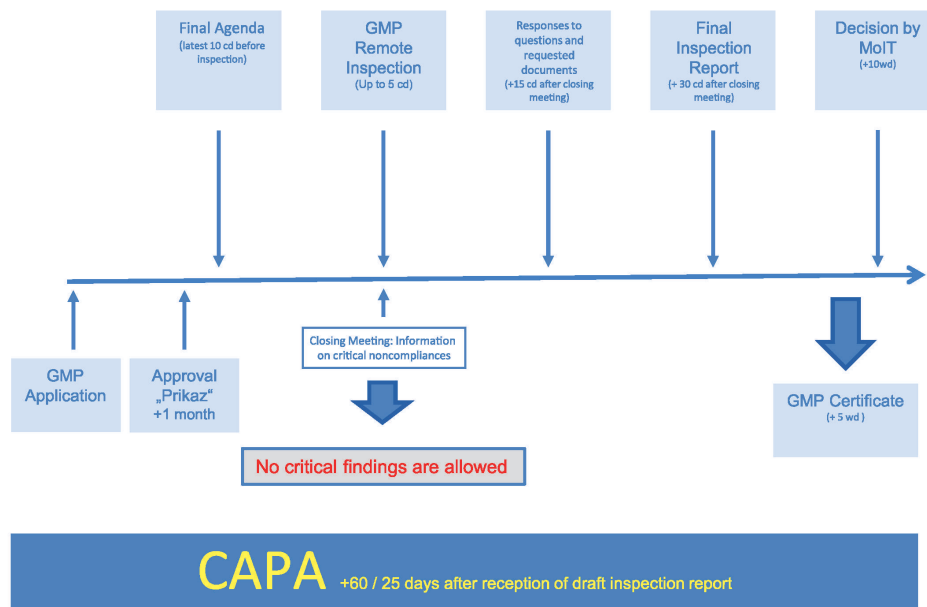 Final Agenda
(latest 10 cd before
inspection)
GMP
Remote
Inspection
(Up to 5 cd)
Responses to
questions and
requested
documents
(+15 cd after closing
meeting)
Final
Inspection
Report
(+ 30 cd after closing
meeting)
Decision by
MoIT
(+10wd)
GMP
Application
Approval
„Prikaz“
+1 month
Closing Meeting: Information
on critical noncompliances
No critical findings are allowed
GMP Certificate
(+ 5 wd )
CAPA +60 / 25 days after reception of draft inspection report